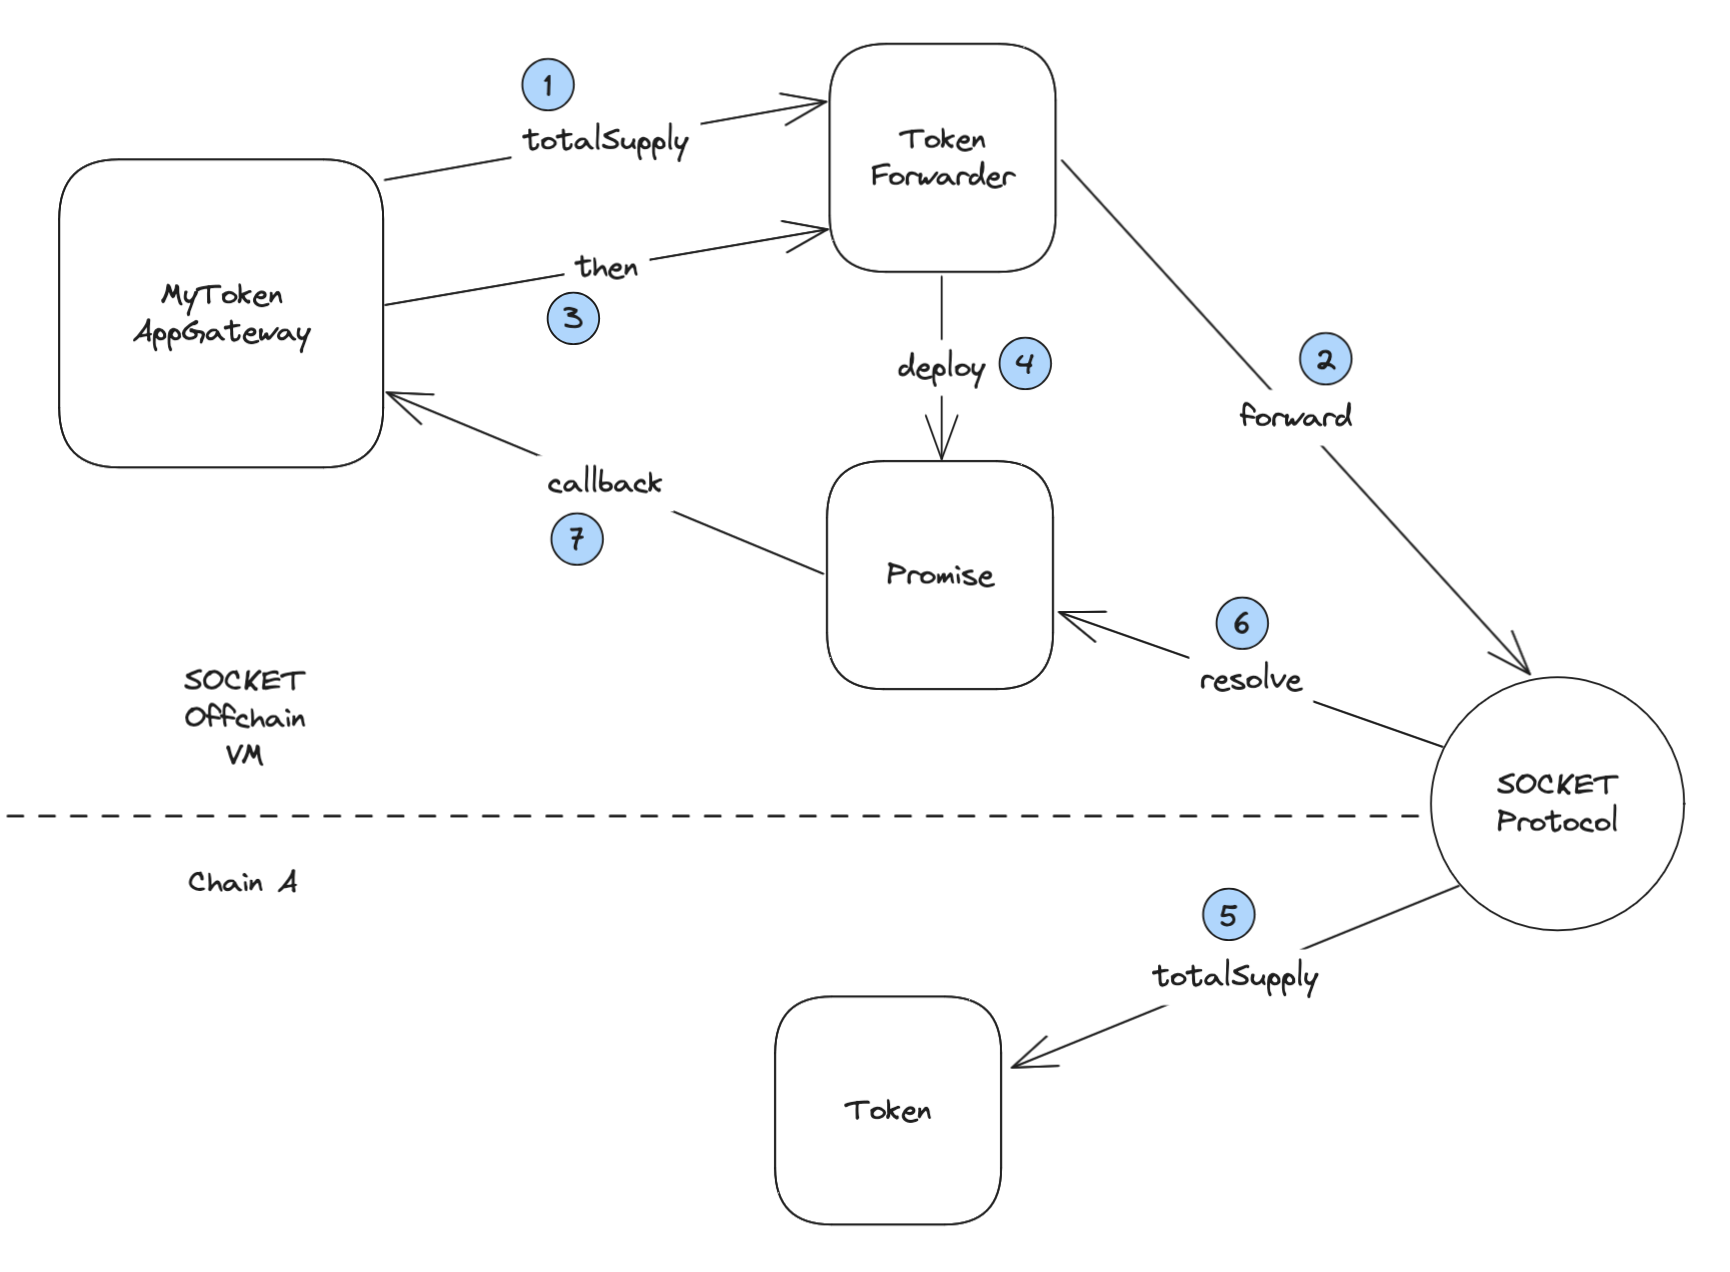 1
totalSupply
Token
Forwarder
MyToken
AppGateway
then
3
deploy
4
2
forward
callback
7
Promise
6
resolve
SOCKET
Offchain
VM
SOCKET
Protocol
Chain A
5
totalSupply
Token